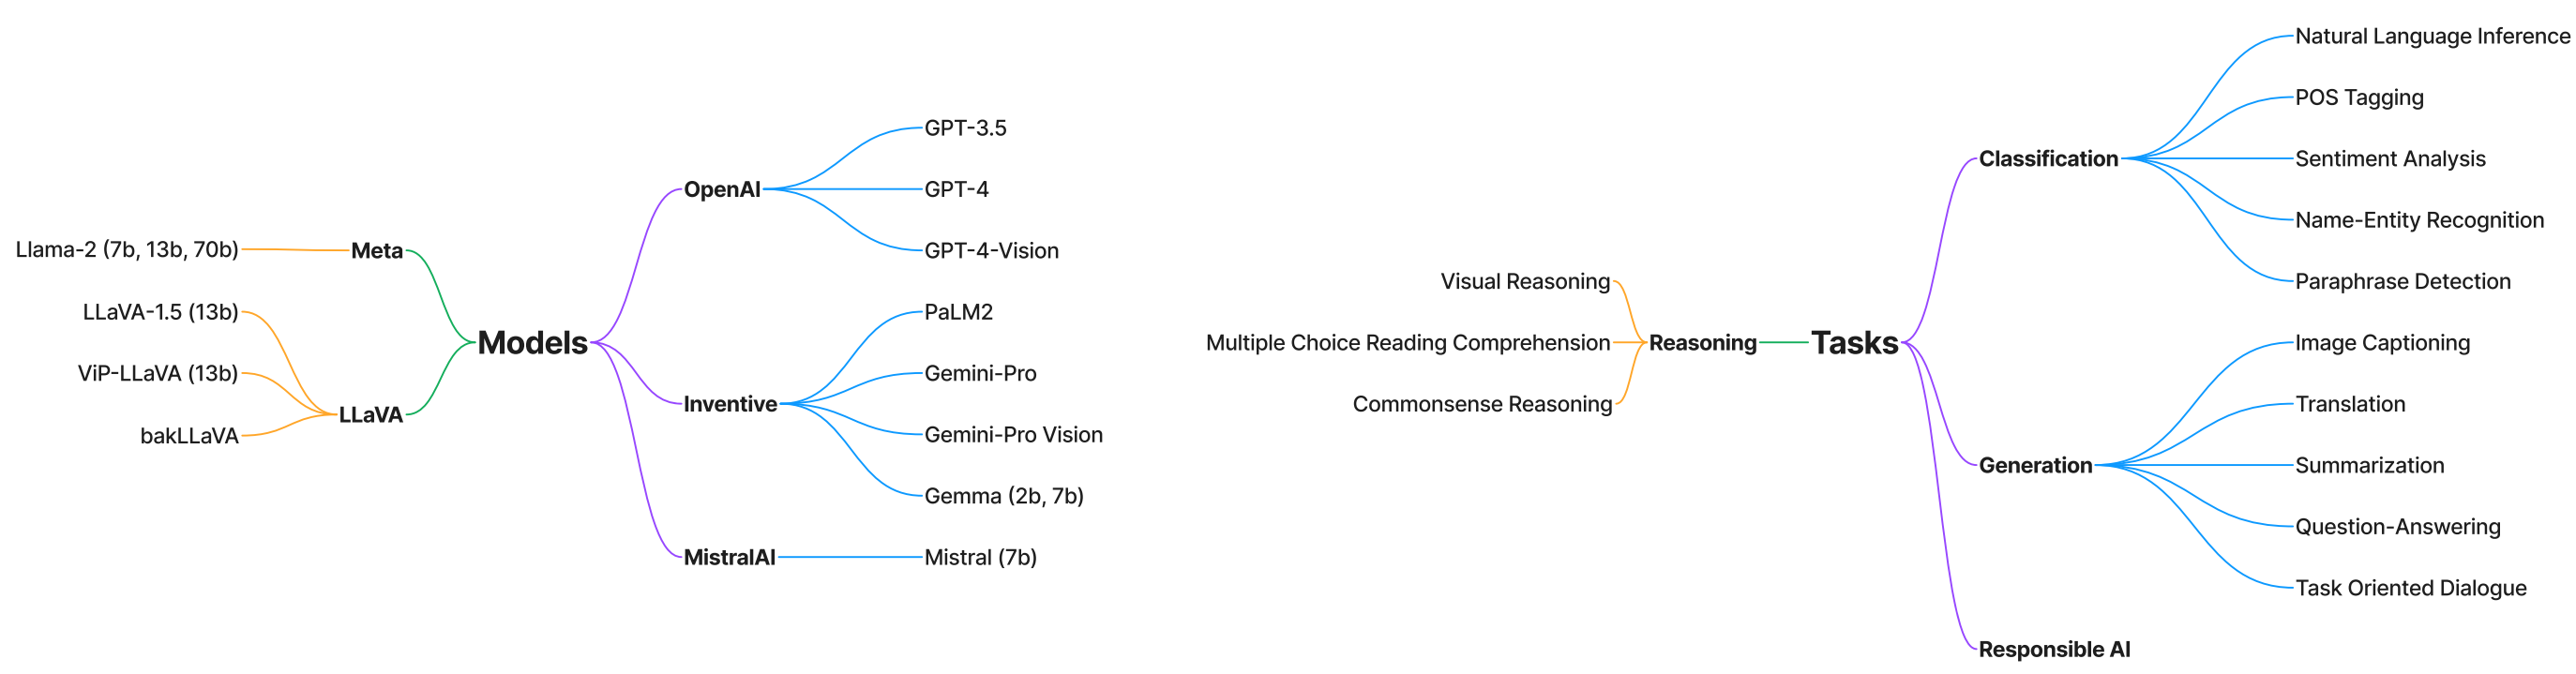 Llama-2 (7b, 13b, 70b)
Meta
LLaVA-1.5 (13b)
ViP-LLaVA (13b)
bakLLaVA
LLaVA
Models
OpenAI
GPT-3.5
GPT-4
GPT-4-Vision
Inventive
PaLM2
Gemini-Pro
Gemini-Pro Vision
Gemma (2b, 7b)
MistralAI
Mistral (7b)
Visual Reasoning
Multiple Choice Reading Comprehension
Commonsense Reasoning
Reasoning
Tasks
Classification
Natural Language Inference
POS Tagging
Sentiment Analysis
Name-Entity Recognition
Paraphrase Detection
Generation
Image Captioning
Translation
Summarization
Question-Answering
Task Oriented Dialogue
Responsible AI